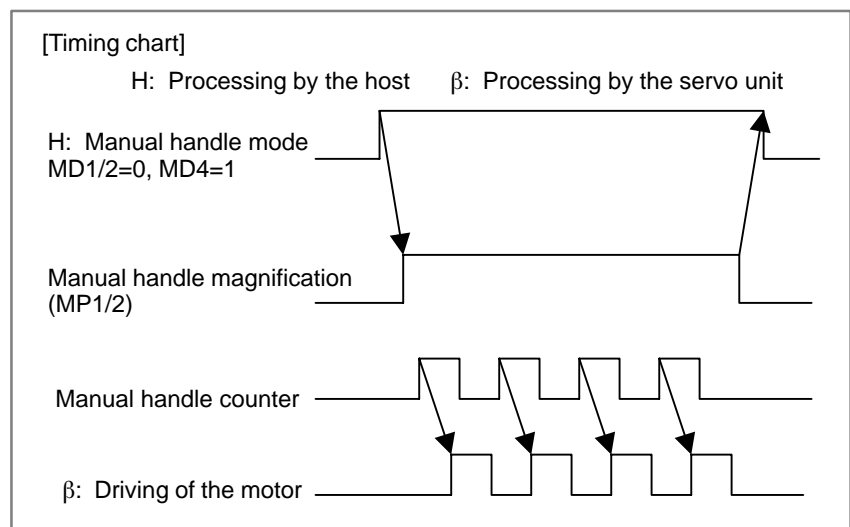 [Timing chart]
H: Processing by the host β: Processing by the servo unit
H: Manual handle mode
MD1/2=0, MD4=1
Manual handle magnification
(MP1/2)
Manual handle counter
β: Driving of the motor